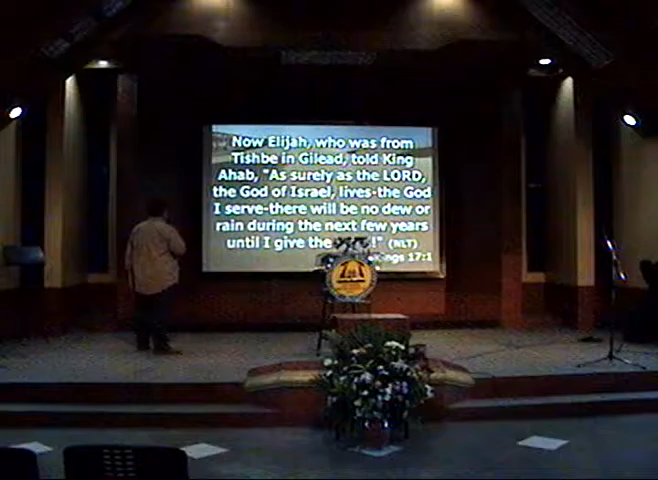 Now Elijah, who was from
Tishbe in Gilead, told King
Ahab, "As surely as the LORD,
the God of Israel, lives-the God
I serve-there will be no dew or
rain during the next few years
until I give the !" (NLT)
ings 17:1